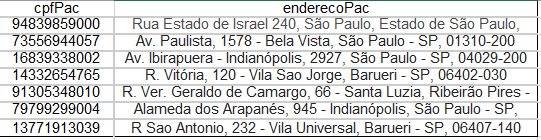 cpfPac enderecoPac
94839859000 Rua Estado de Israel 240, São Paulo, Estado de São Paulo,
73556944057 Av. Paulista, 1578 - Bela Vista, São Paulo - SP, 01310-200
16839338002 Av. Ibirapuera - Indianópolis, 2927, São Paulo - SP, 04029-200
14332654765 R. Vitória, 120 - Vila Sao Jorge, Barueri - SP, 06402-030
91305348010 R. Ver. Geraldo de Camargo, 66 - Santa Luzia, Ribeirão Pires -
79799299004 Alameda dos Arapanés, 945 - Indianópolis, São Paulo - SP,
13771913039 R Sao Antonio, 232 - Vila Universal, Barueri - SP, 06407-140